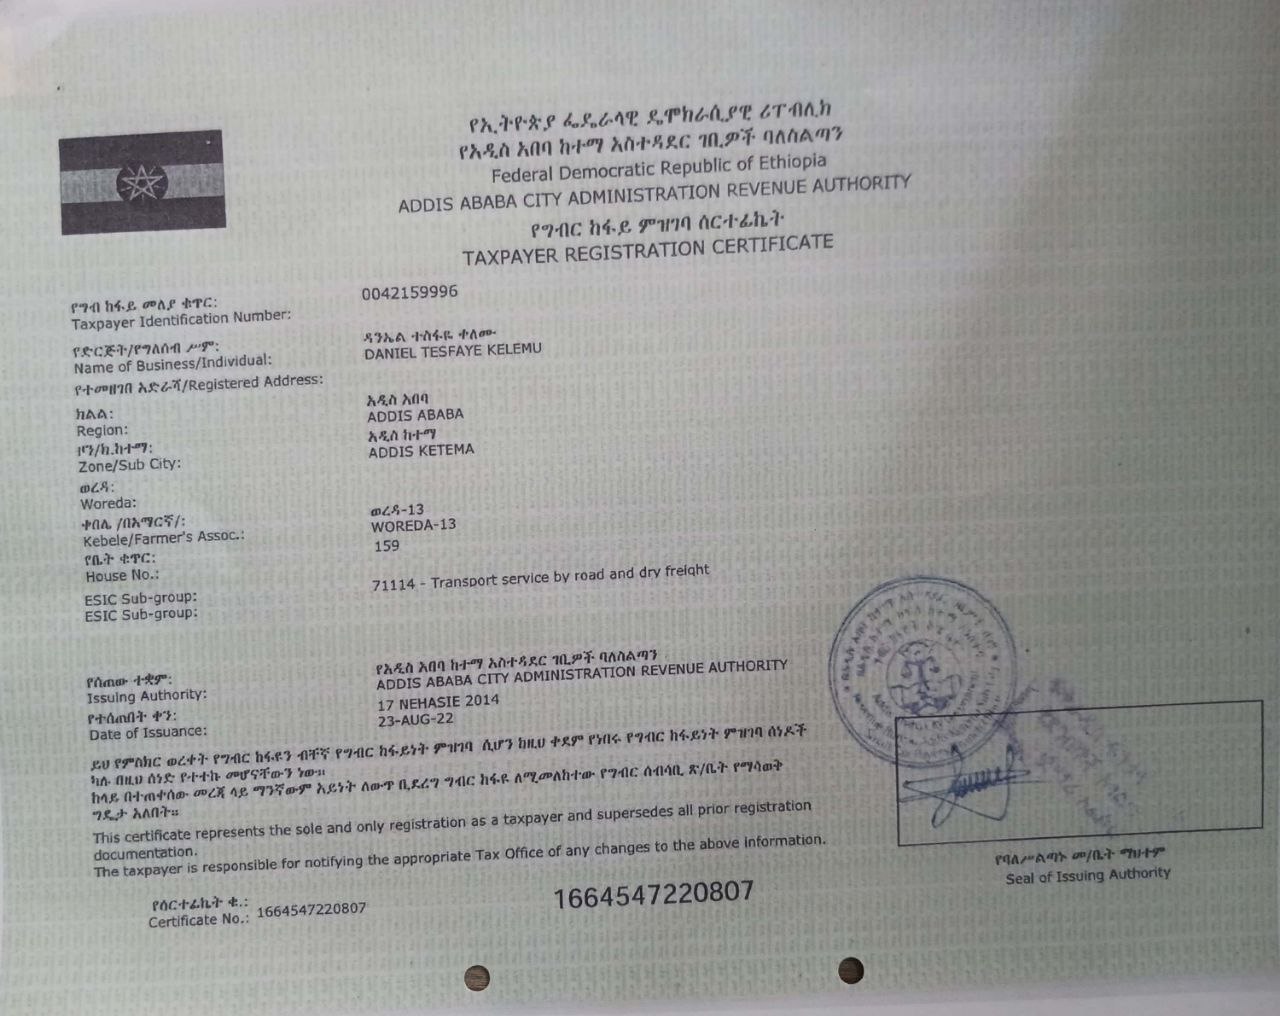 የኢትዮጵያ ፌዴራላዊ ዴሞክራሲያዊ ሪፐብሊክ
የአዲስ አበባ ከተማ አስተዳደር ገቢዎች ባለስልጣን
Federal Democratic Republic of Ethiopia
ADDIS ABABA CITY ADMINISTRATION REVENUE AUTHORITY
የግብር ከፋይ ምዝገባ ሰርተፊኬት
TAXPAYER REGISTRATION CERTIFICATE
የግብ ከፋይ መለያ ቁጥር:
Taxpayer Identification Number: 0042159996
የድርጅት/የግለሰብ ሥም: ዳንኤል ተስፋዬ ቀለሙ
Name of Business/Individual: DANIEL TESFAYE KELEMU
የተመዘገበ አድራሻ/Registered Address:
ክልል: አዲስ አበባ
Region: ADDIS ABABA
ዞን/ክ.ከተማ: አዲስ ከተማ
Zone/Sub City: ADDIS KETEMA
ወረዳ:
Woreda:
ቀበሌ /በአማርኛ/: ወረዳ-13
Kebele/Farmer's Assoc.: WOREDA-13
የቤት ቁጥር:
House No.: 159
ESIC Sub-group: 71114 - Transport service by road and dry freight
ESIC Sub-group:
የሰጠው ተቋም: የአዲስ አበባ ከተማ አስተዳደር ገቢዎች ባለስልጣን
Issuing Authority: ADDIS ABABA CITY ADMINISTRATION REVENUE AUTHORITY
የተሰጠበት ቀን: 17 NEHASIE 2014
Date of Issuance: 23-AUG-22
ይህ የምስክር ወረቀት የግብር ከፋዩን ብቸኛ የግብር ከፋይነት ምዝገባ ሲሆን ከዚህ ቀደም የነበሩ የግብር ከፋይነት ምዝገባ ሰነዶች
ካሉ በዚህ ሰነድ የተተኩ መሆናቸውን ነው።
ከላይ በተጠቀሰው መረጃ ላይ ማንኛውም አይነት ለውጥ ቢደረግ ግብር ከፋዩ ለሚመለከተው የግብር ሰብሳቢ ጽ/ቤት የማሳወቅ
ግዴታ አለበት።
This certificate represents the sole and only registration as a taxpayer and supersedes all prior registration
documentation.
The taxpayer is responsible for notifying the appropriate Tax Office of any changes to the above information.
የባለሥልጣኑ መ/ቤት ማህተም
Seal of Issuing Authority
የሰርተፊኬት ቁ.:
Certificate No.: 1664547220807
1664547220807